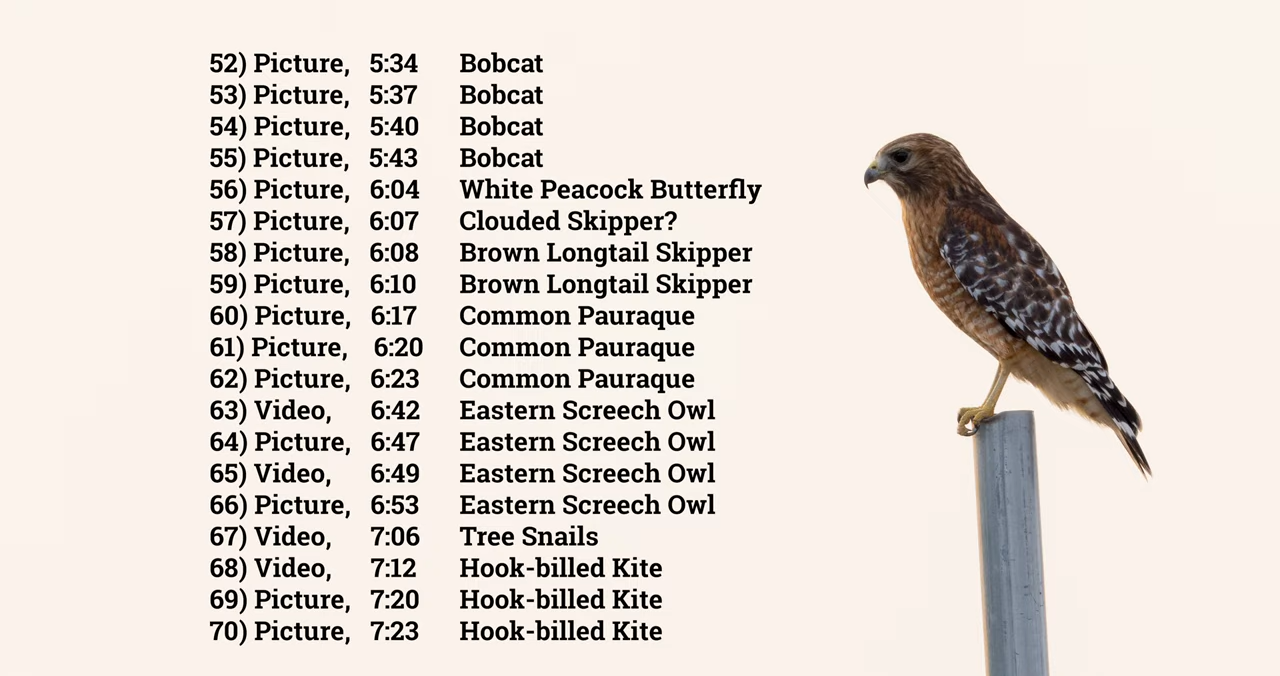 52) Picture, 5:34 Bobcat
53) Picture, 5:37 Bobcat
54) Picture, 5:40 Bobcat
55) Picture, 5:43 Bobcat
56) Picture, 6:04 White Peacock Butterfly
57) Picture, 6:07 Clouded Skipper?
58) Picture, 6:08 Brown Longtail Skipper
59) Picture, 6:10 Brown Longtail Skipper
60) Picture, 6:17 Common Pauraque
61) Picture, 6:20 Common Pauraque
62) Picture, 6:23 Common Pauraque
63) Video, 6:42 Eastern Screech Owl
64) Picture, 6:47 Eastern Screech Owl
65) Video, 6:49 Eastern Screech Owl
66) Picture, 6:53 Eastern Screech Owl
67) Video, 7:06 Tree Snails
68) Video, 7:12 Hook-billed Kite
69) Picture, 7:20 Hook-billed Kite
70) Picture, 7:23 Hook-billed Kite